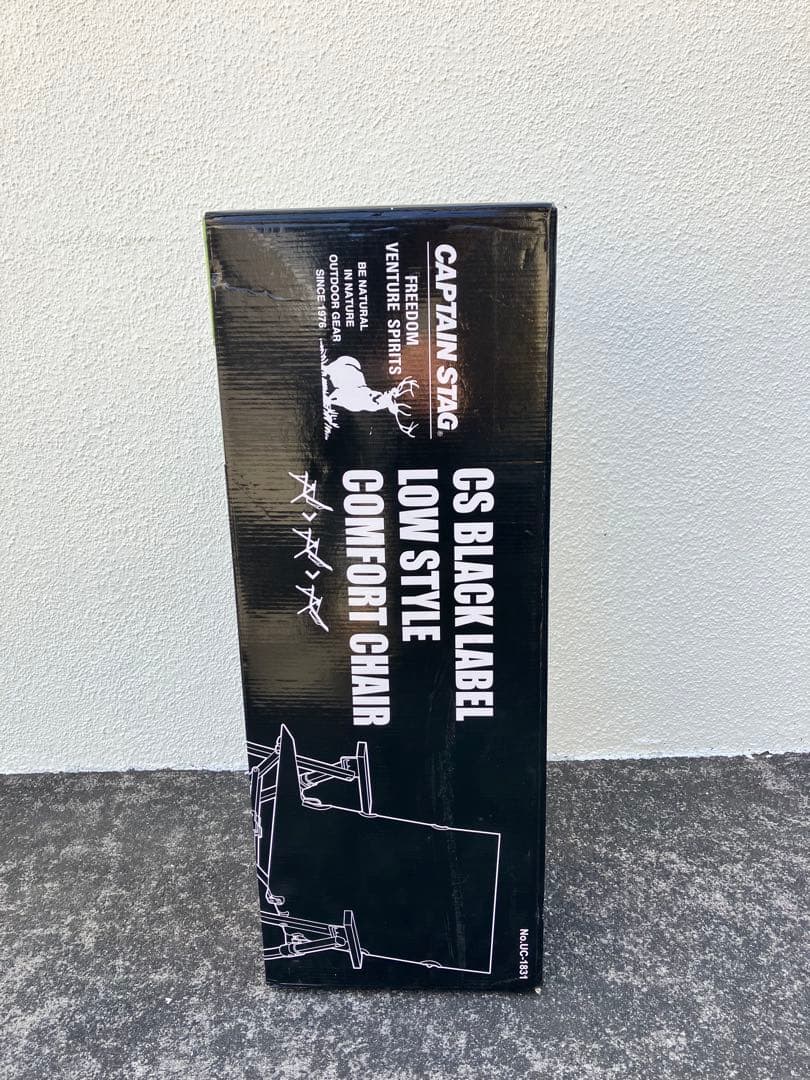 CAPTAIN STAG®
FREEDOM
VENTURE SPIRITS
BE NATURAL
IN NATURE
OUTDOOR GEAR
SINCE 1976
CS BLACK LABEL
LOW STYLE
COMFORT CHAIR
No.UC-1831